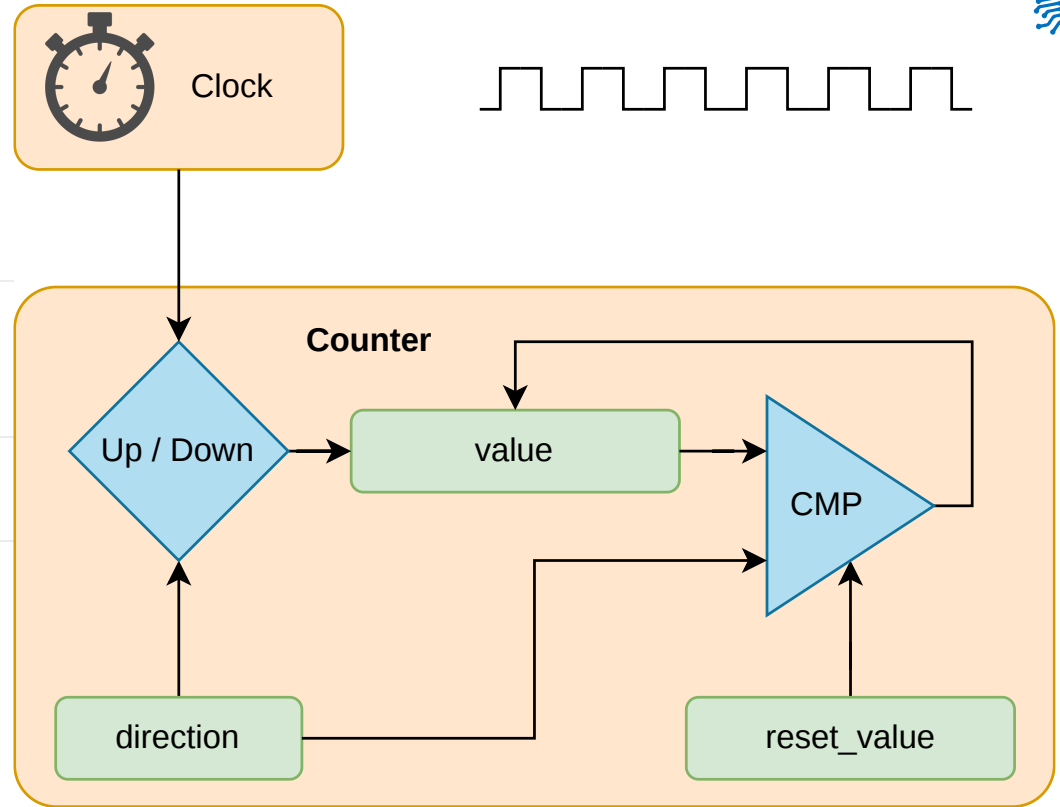 Clock
Counter
Up / Down
value
CMP
direction
reset_value